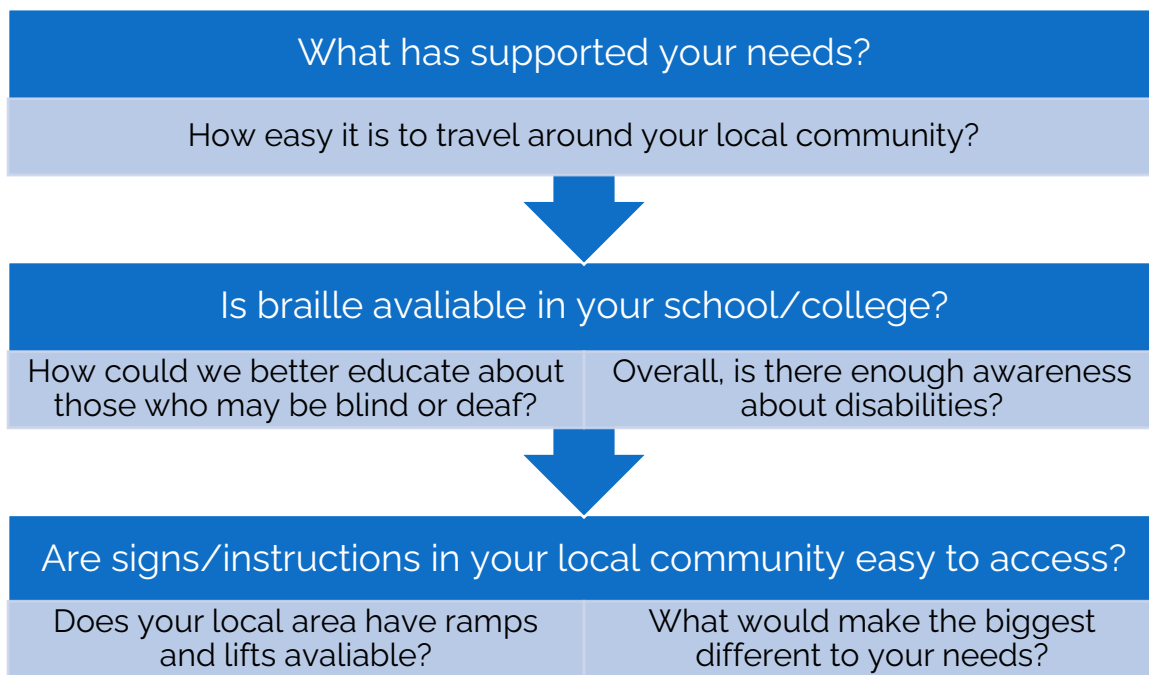 What has supported your needs?
How easy it is to travel around your local community?
Is braille avaliable in your school/college?
How could we better educate about
those who may be blind or deaf?
Overall, is there enough awareness
about disabilities?
Are signs/instructions in your local community easy to access?
Does your local area have ramps
and lifts avaliable?
What would make the biggest
different to your needs?